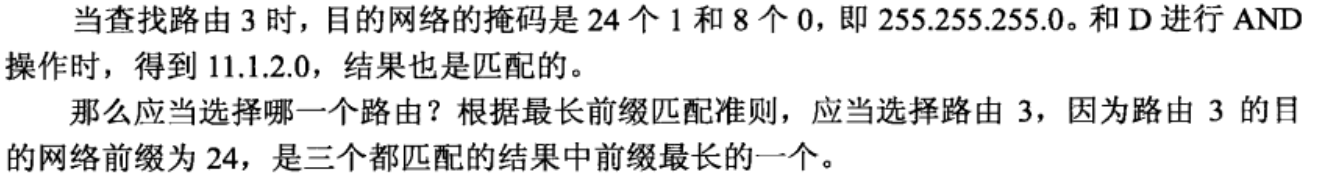 当查找路由 3 时，目的网络的掩码是 24 个 1 和 8 个 0，即 255.255.255.0。和 D 进行 AND
操作时，得到 11.1.2.0，结果也是匹配的。
那么应当选择哪一个路由？根据最长前缀匹配准则，应当选择路由 3，因为路由 3 的目
的网络前缀为 24，是三个都匹配的结果中前缀最长的一个。